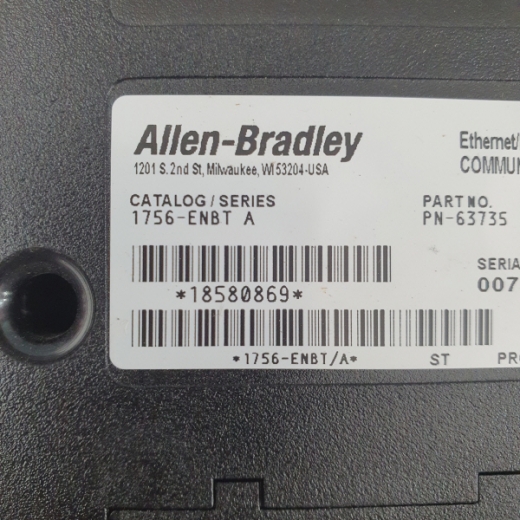 Allen-Bradley
1201 S. 2nd St, Milwaukee, WI 53204-USA
Ethernet/
COMMUN
CATALOG / SERIES
1756-ENBT A
PART NO.
PN-63735
SERIA
007
*18580869*
*1756-ENBT/A*
ST
PR